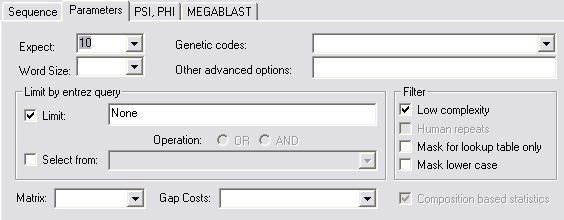 Sequence Parameters PSI, PHI MEGABLAST
Expect: 10 Genetic codes:
Word Size: Other advanced options:
Limit by entrez query Filter
Limit: None Low complexity
Human repeats
Operation: OR AND Mask for lookup table only
Select from: Mask lower case
Matrix: Gap Costs: Composition based statistics